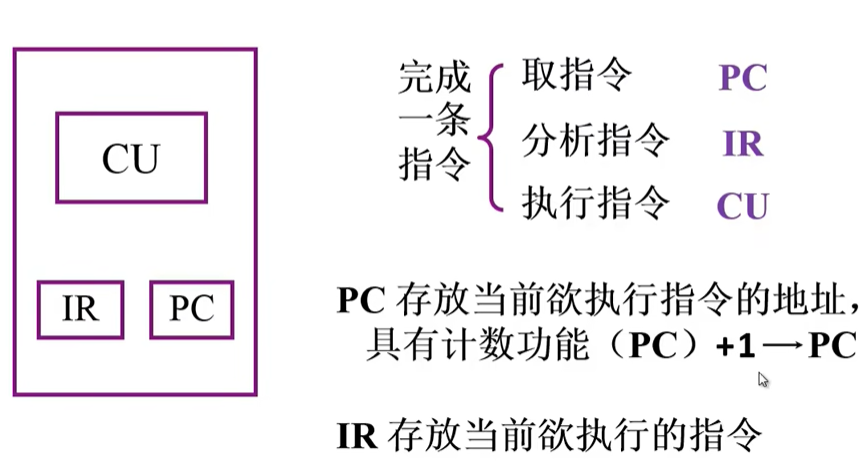 CU
IR PC
完成
一条
指令
取指令 PC
分析指令 IR
执行指令 CU
PC 存放当前欲执行指令的地址，
具有计数功能（PC）+1→PC
IR 存放当前欲执行的指令